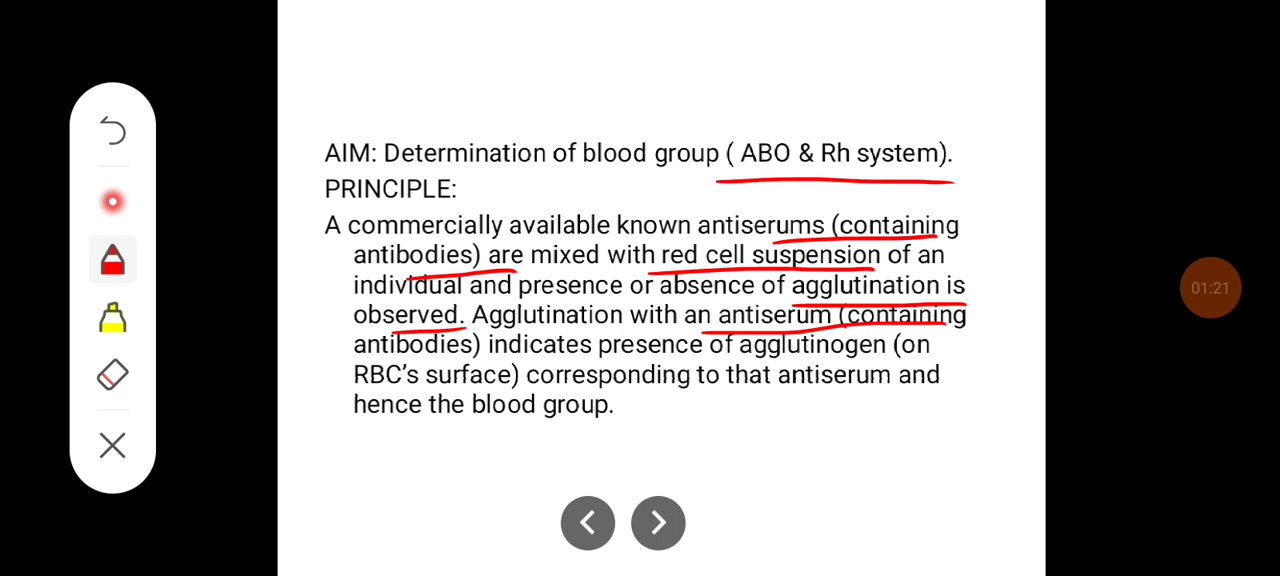 AIM: Determination of blood group ( ABO & Rh system).
PRINCIPLE:
A commercially available known antiserums (containing
antibodies) are mixed with red cell suspension of an
individual and presence or absence of agglutination is
observed. Agglutination with an antiserum (containing
antibodies) indicates presence of agglutinogen (on
RBC's surface) corresponding to that antiserum and
hence the blood group.
01:21